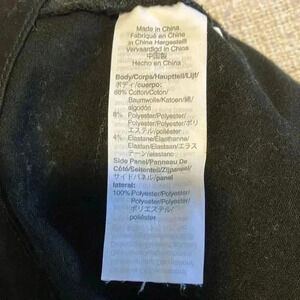 Made in China
Fabriqué en Chine
in China Hergestellt
Vervaardigd in China
中国製
Hecho en China
Body/Corps/Hauptteil/Lijf/
ボディ/cuerpo:
88% Cotton/Coton/
Baumwolle/Katoen/綿/
algodón
8% Polyester/Polyester/
Polyester/Polyester/ポリ
エステル/poliéster
4% Elastane/Élasthanne/
Elastan/Elastaan/エラス
テーン/elastano
Side Panel/Panneau De
Côté/Seitenteil/Zijpaneel/
サイドパネル/panel
lateral:
100% Polyester/Polyester/
Polyester/Polyester/
ポリエステル/
poliéster